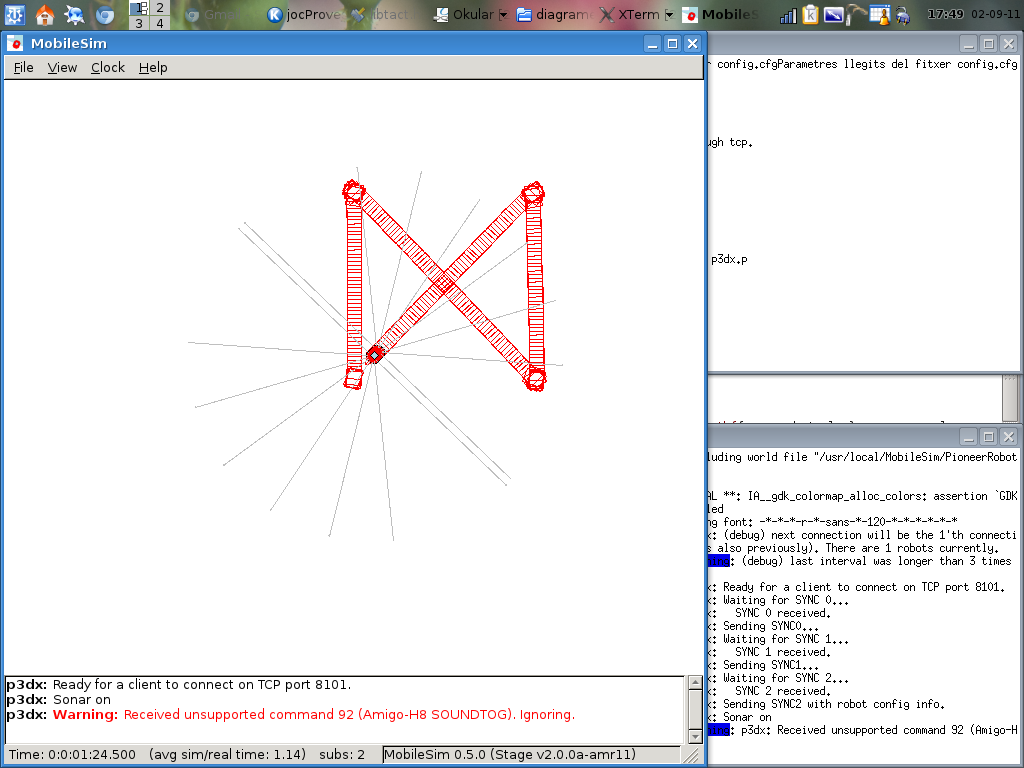 1 2
3 4
Gm
jocProve
Xubtact
Okular
diagrame
XTerm
MobileS
17:49 02-09-11
MobileSim
File View Clock Help
r config.cfgParametres llegits del fitxer config.cfg
ugh tcp.
p3dx.p
luding world file "/usr/local/MobileSim/PioneerRobot
AL **: IA__gdk_colormap_alloc_colors: assertion `GDK
led
ng font: -*-*-*-r-*-sans-*-120-*-*-*-*-*-*
x: (debug) next connection will be the 1'th connecti
s also previously). There are 1 robots currently.
: (debug) last interval was longer than 3 times
x: Ready for a client to connect on TCP port 8101.
x: Waiting for SYNC 0...
x:   SYNC 0 received.
x: Sending SYNC0...
x: Waiting for SYNC 1...
x:   SYNC 1 received.
x: Sending SYNC1...
x: Waiting for SYNC 2...
x:   SYNC 2 received.
x: Sending SYNC2 with robot config info.
x: Sonar on
ing: p3dx: Received unsupported command 92 (Amigo-H
p3dx: Ready for a client to connect on TCP port 8101.
p3dx: Sonar on
p3dx: Warning: Received unsupported command 92 (Amigo-H8 SOUNDTOG). Ignoring.
Time: 0:0:01:24.500 (avg sim/real time: 1.14) subs: 2 MobileSim 0.5.0 (Stage v2.0.0a-amr11)